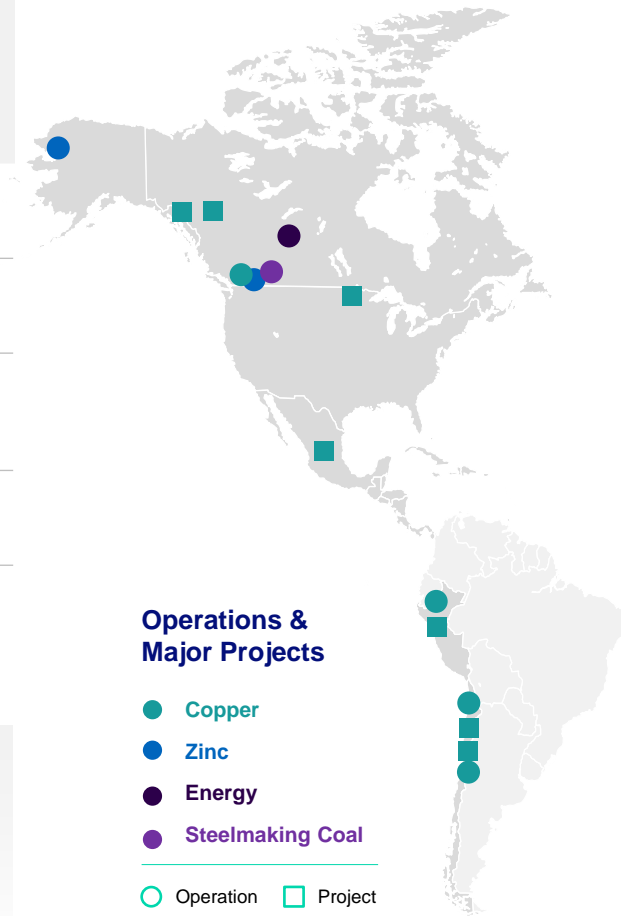 Operations &
Major Projects
Copper
Zinc
Energy
Steelmaking Coal
Operation Project